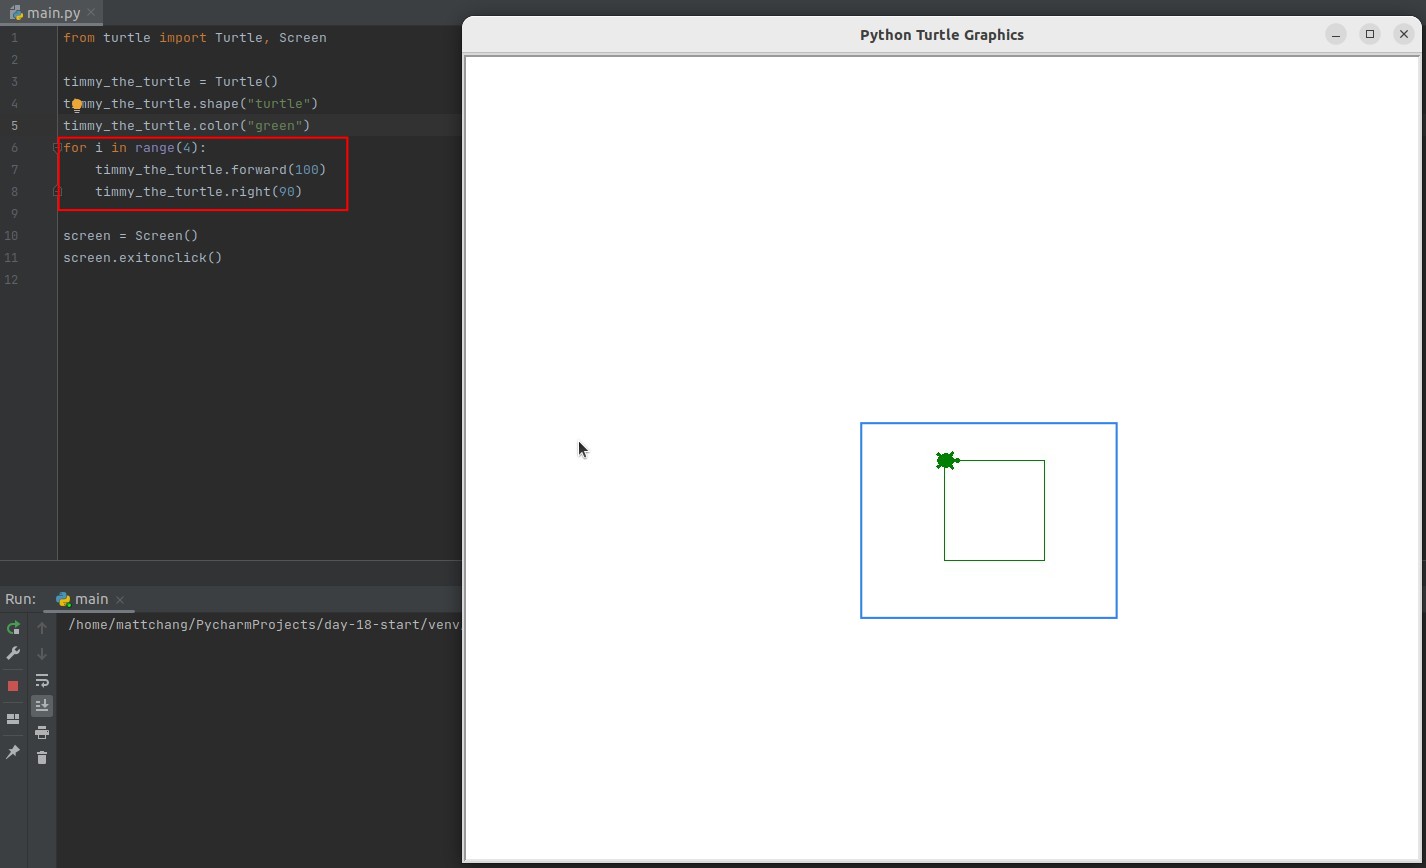 main.py
Python Turtle Graphics
1 from turtle import Turtle, Screen
2
3 timmy_the_turtle = Turtle()
4 timmy_the_turtle.shape("turtle")
5 timmy_the_turtle.color("green")
6 for i in range(4):
7 timmy_the_turtle.forward(100)
8 timmy_the_turtle.right(90)
9
10 screen = Screen()
11 screen.exitonclick()
12
Run: main
/home/mattchang/PycharmProjects/day-18-start/venv